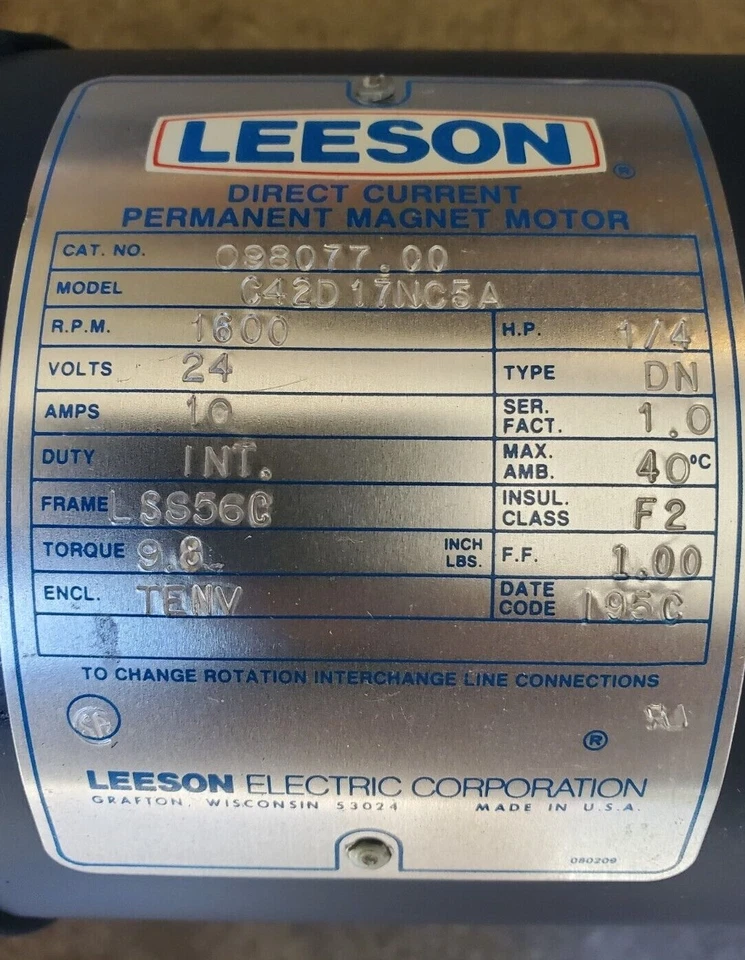 LEESON ®
DIRECT CURRENT
PERMANENT MAGNET MOTOR
CAT. NO. 098077.00
MODEL C42D17NC5A
R.P.M. 1600 H.P. 1/4
VOLTS 24 TYPE DN
AMPS 10 SER. FACT. 1.0
DUTY INT. MAX. AMB. 40°C
FRAME LSS56C INSUL. CLASS F2
TORQUE 9.8 INCH LBS. F.F. 1.00
ENCL. TENV DATE CODE 195C
TO CHANGE ROTATION INTERCHANGE LINE CONNECTIONS
®
LEESON ELECTRIC CORPORATION
GRAFTON, WISCONSIN 53024 MADE IN U.S.A.
080209